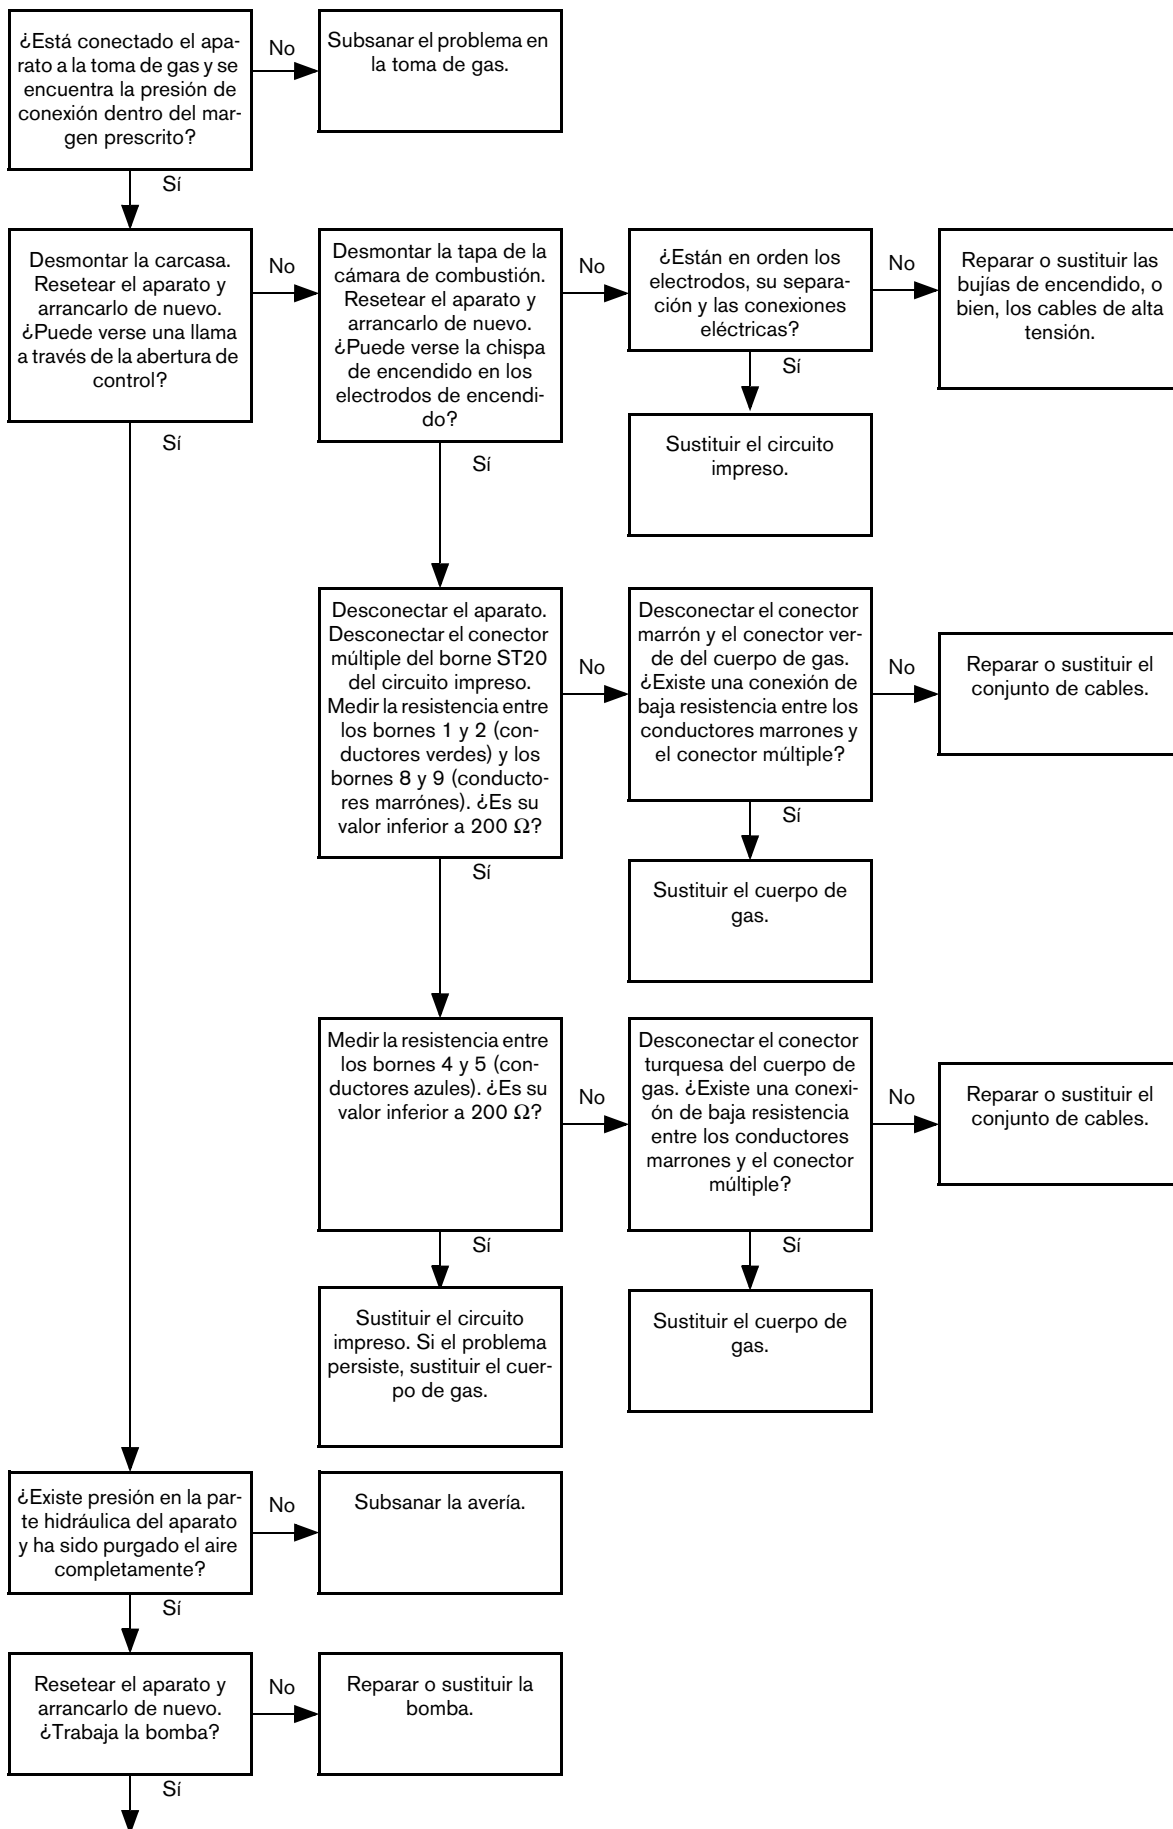 ¿Está conectado el apa-
rato a la toma de gas y se
encuentra la presión de
conexión dentro del mar-
gen prescrito?
No
Subsanar el problema en
la toma de gas.
Sí
Desmontar la carcasa.
Resetear el aparato y
arrancarlo de nuevo.
¿Puede verse una llama
a través de la abertura de
control?
No
Desmontar la tapa de la
cámara de combustión.
Resetear el aparato y
arrancarlo de nuevo.
¿Puede verse la chispa
de encendido en los
electrodos de encendi-
do?
No
¿Están en orden los
electrodos, su separa-
ción y las conexiones
eléctricas?
No
Reparar o sustituir las
bujías de encendido, o
bien, los cables de alta
tensión.
Sí
Sustituir el circuito
impreso.
Sí
Sí
Desconectar el aparato.
Desconectar el conector
múltiple del borne ST20
del circuito impreso.
Medir la resistencia entre
los bornes 1 y 2 (con-
ductores verdes) y los
bornes 8 y 9 (conducto-
res marrónes). ¿Es su
valor inferior a 200 Ω?
No
Desconectar el conector
marrón y el conector ver-
de del cuerpo de gas.
¿Existe una conexión de
baja resistencia entre los
conductores marrones y
el conector múltiple?
No
Reparar o sustituir el
conjunto de cables.
Sí
Sustituir el cuerpo de
gas.
Sí
Medir la resistencia entre
los bornes 4 y 5 (con-
ductores azules). ¿Es su
valor inferior a 200 Ω?
No
Desconectar el conector
turquesa del cuerpo de
gas. ¿Existe una conexi-
ón de baja resistencia
entre los conductores
marrones y el conector
múltiple?
No
Reparar o sustituir el
conjunto de cables.
Sí
Sustituir el circuito
impreso. Si el problema
persiste, sustituir el cuer-
po de gas.
Sí
Sustituir el cuerpo de
gas.
¿Existe presión en la par-
te hidráulica del aparato
y ha sido purgado el aire
completamente?
No
Subsanar la avería.
Sí
Resetear el aparato y
arrancarlo de nuevo.
¿Trabaja la bomba?
No
Reparar o sustituir la
bomba.
Sí